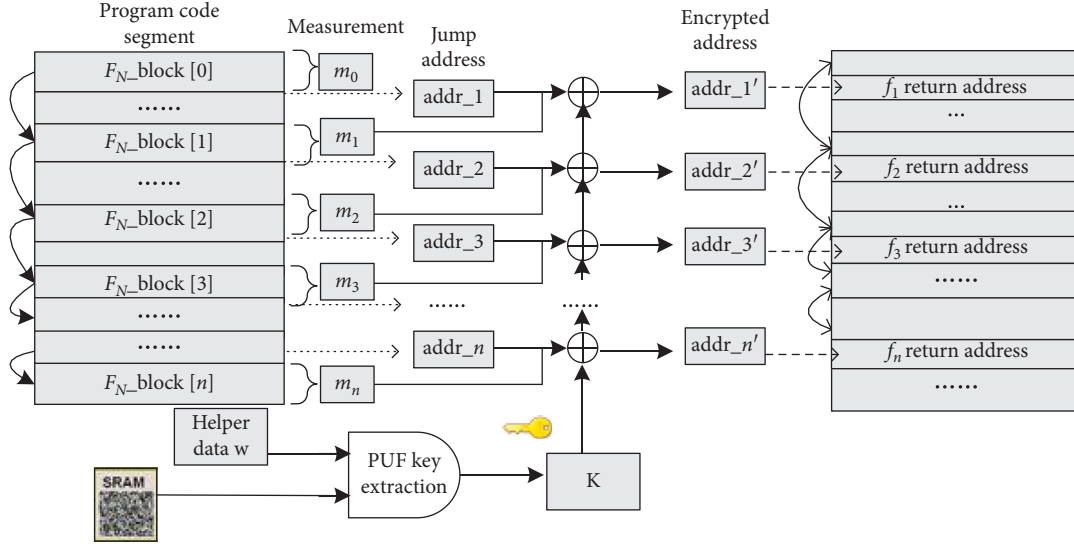 Program code
segment
Measurement
Jump
address
Encrypted
address
F_N_block [0]
m_0
addr_1
addr_1′
f_1 return address
......
...
F_N_block [1]
m_1
addr_2
addr_2′
f_2 return address
......
...
F_N_block [2]
m_2
addr_3
addr_3′
f_3 return address
F_N_block [3]
m_3
......
......
......
......
......
addr_n
addr_n′
f_n return address
F_N_block [n]
m_n
......
Helper
data w
PUF key
extraction
K
SRAM